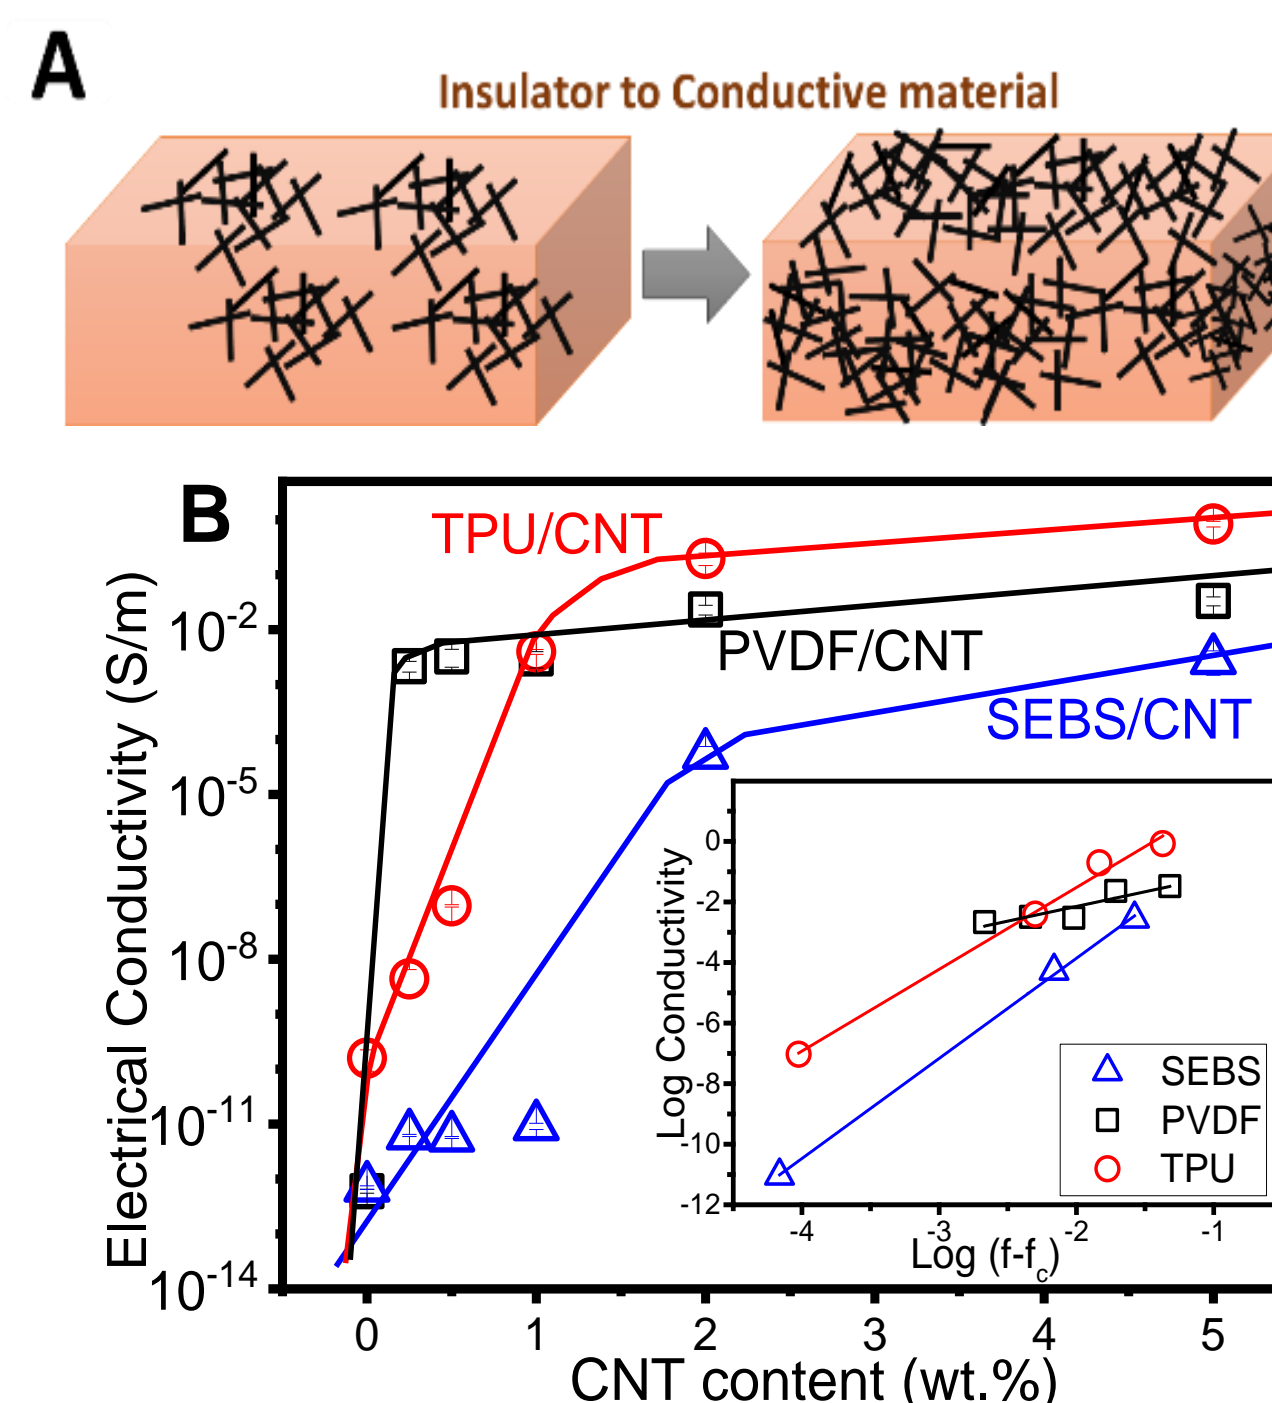 A
Insulator to Conductive material
B
TPU/CNT
PVDF/CNT
SEBS/CNT
Electrical Conductivity (S/m)
10-2
10-5
10-8
10-11
10-14
0 1 2 3 4 5
CNT content (wt.%)
Log Conductivity
0
-2
-4
-6
-8
-10
-12
-4 -3 -2 -1
Log (f-fc)
SEBS
PVDF
TPU